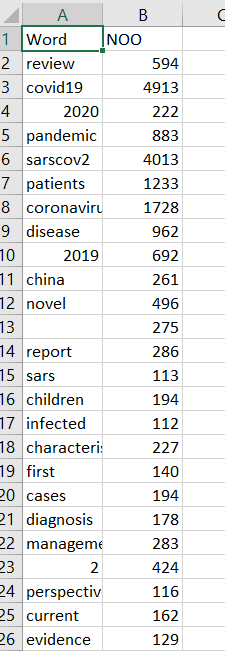 A B C
1 Word NOO
2 review 594
3 covid19 4913
4 2020 222
5 pandemic 883
6 sarscov2 4013
7 patients 1233
8 coronaviru 1728
9 disease 962
10 2019 692
11 china 261
12 novel 496
13 275
14 report 286
15 sars 113
16 children 194
17 infected 112
18 characteris 227
19 first 140
20 cases 194
21 diagnosis 178
22 manageme 283
23 2 424
24 perspectiv 116
25 current 162
26 evidence 129